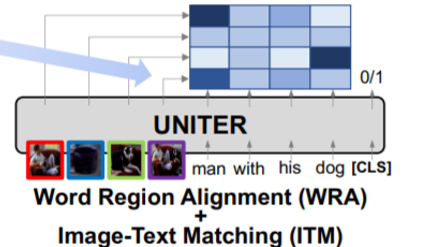 0/1
UNITER
man with his dog [CLS]
Word Region Alignment (WRA)
+
Image-Text Matching (ITM)